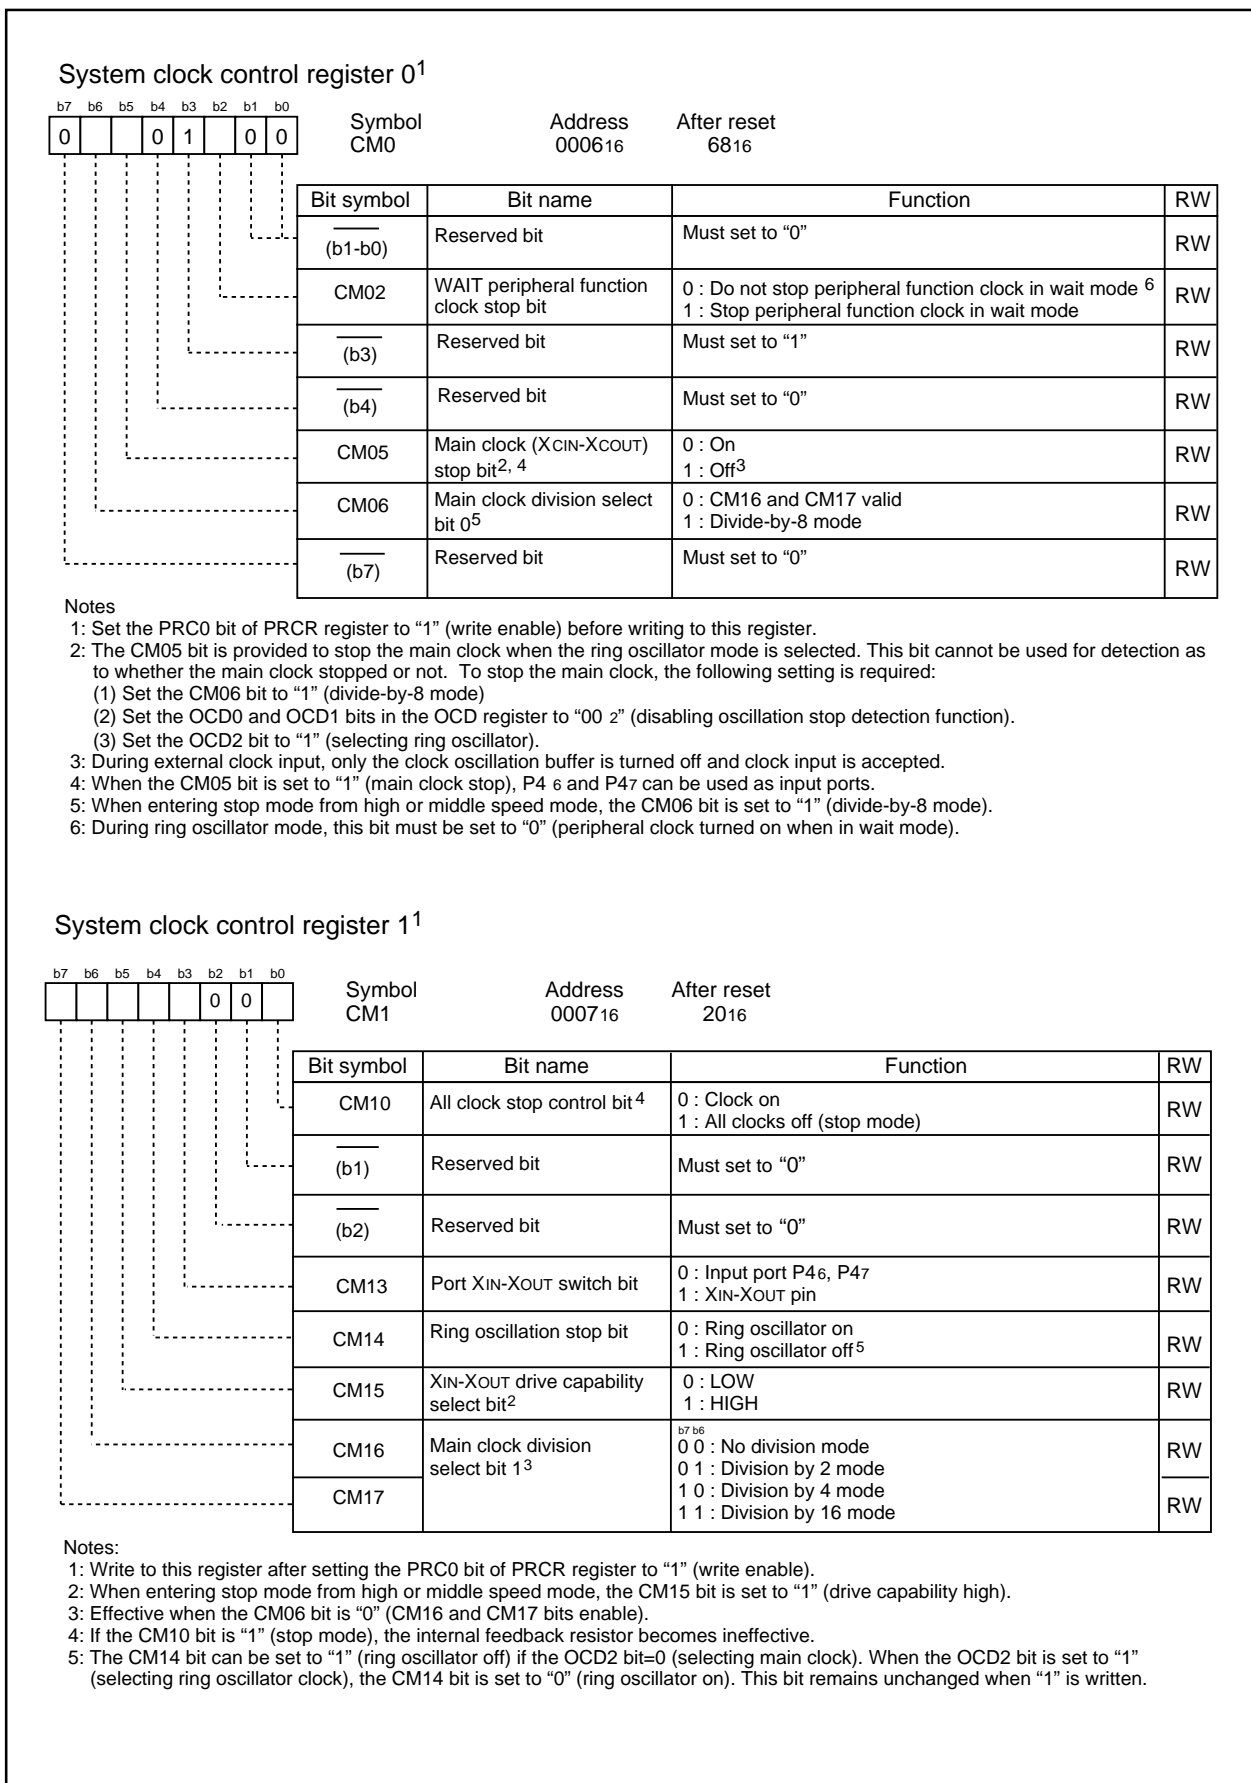 System clock control register 0¹
b7 b6 b5 b4 b3 b2 b1 b0
0 0 1 0 0
Symbol Address After reset
CM0 000616 6816
Bit symbol Bit name Function RW
(b1-b0) Reserved bit Must set to “0” RW
CM02 WAIT peripheral function clock stop bit 0 : Do not stop peripheral function clock in wait mode 6 RW
1 : Stop peripheral function clock in wait mode
(b3) Reserved bit Must set to “1” RW
(b4) Reserved bit Must set to “0” RW
CM05 Main clock (XCIN-XCOUT) stop bit2, 4 0 : On RW
1 : Off3
CM06 Main clock division select bit 05 0 : CM16 and CM17 valid RW
1 : Divide-by-8 mode
(b7) Reserved bit Must set to “0” RW
Notes
1: Set the PRC0 bit of PRCR register to “1” (write enable) before writing to this register.
2: The CM05 bit is provided to stop the main clock when the ring oscillator mode is selected. This bit cannot be used for detection as
to whether the main clock stopped or not. To stop the main clock, the following setting is required:
(1) Set the CM06 bit to “1” (divide-by-8 mode)
(2) Set the OCD0 and OCD1 bits in the OCD register to “00 2” (disabling oscillation stop detection function).
(3) Set the OCD2 bit to “1” (selecting ring oscillator).
3: During external clock input, only the clock oscillation buffer is turned off and clock input is accepted.
4: When the CM05 bit is set to “1” (main clock stop), P4 6 and P47 can be used as input ports.
5: When entering stop mode from high or middle speed mode, the CM06 bit is set to “1” (divide-by-8 mode).
6: During ring oscillator mode, this bit must be set to “0” (peripheral clock turned on when in wait mode).
System clock control register 1¹
b7 b6 b5 b4 b3 b2 b1 b0
0 0
Symbol Address After reset
CM1 000716 2016
Bit symbol Bit name Function RW
CM10 All clock stop control bit4 0 : Clock on RW
1 : All clocks off (stop mode)
(b1) Reserved bit Must set to “0” RW
(b2) Reserved bit Must set to “0” RW
CM13 Port XIN-XOUT switch bit 0 : Input port P46, P47 RW
1 : XIN-XOUT pin
CM14 Ring oscillation stop bit 0 : Ring oscillator on RW
1 : Ring oscillator off5
CM15 XIN-XOUT drive capability select bit2 0 : LOW RW
1 : HIGH
b7 b6
CM16 Main clock division select bit 13 0 0 : No division mode RW
0 1 : Division by 2 mode
CM17 1 0 : Division by 4 mode RW
1 1 : Division by 16 mode
Notes:
1: Write to this register after setting the PRC0 bit of PRCR register to “1” (write enable).
2: When entering stop mode from high or middle speed mode, the CM15 bit is set to “1” (drive capability high).
3: Effective when the CM06 bit is “0” (CM16 and CM17 bits enable).
4: If the CM10 bit is “1” (stop mode), the internal feedback resistor becomes ineffective.
5: The CM14 bit can be set to “1” (ring oscillator off) if the OCD2 bit=0 (selecting main clock). When the OCD2 bit is set to “1”
(selecting ring oscillator clock), the CM14 bit is set to “0” (ring oscillator on). This bit remains unchanged when “1” is written.